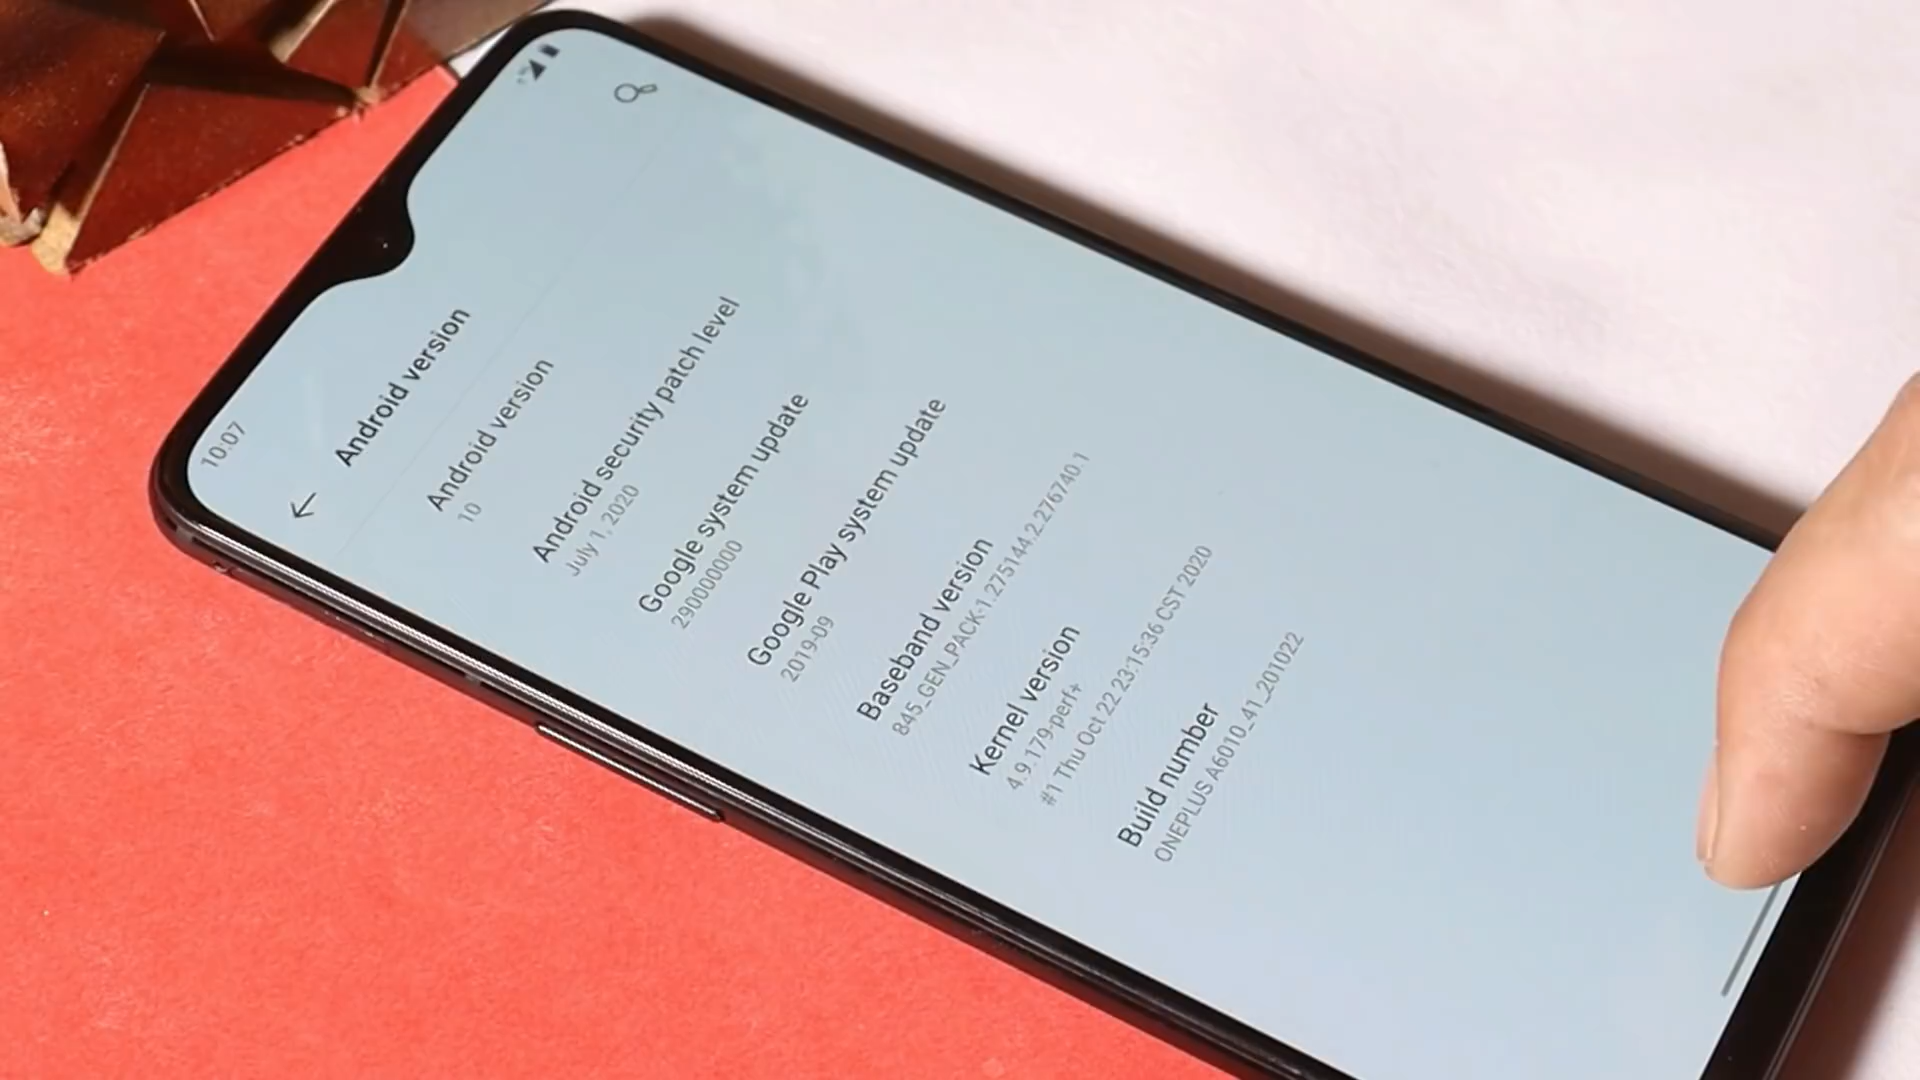 10:07
Android version
Android version
10
Android security patch level
July 1, 2020
Google system update
290000000
Google Play system update
2019-09
Baseband version
845_GEN_PACK-1.275144.2.276740.1
Kernel version
4.9.179-perf+
#1 Thu Oct 22 23:15:36 CST 2020
Build number
ONEPLUS A6010_41_201022